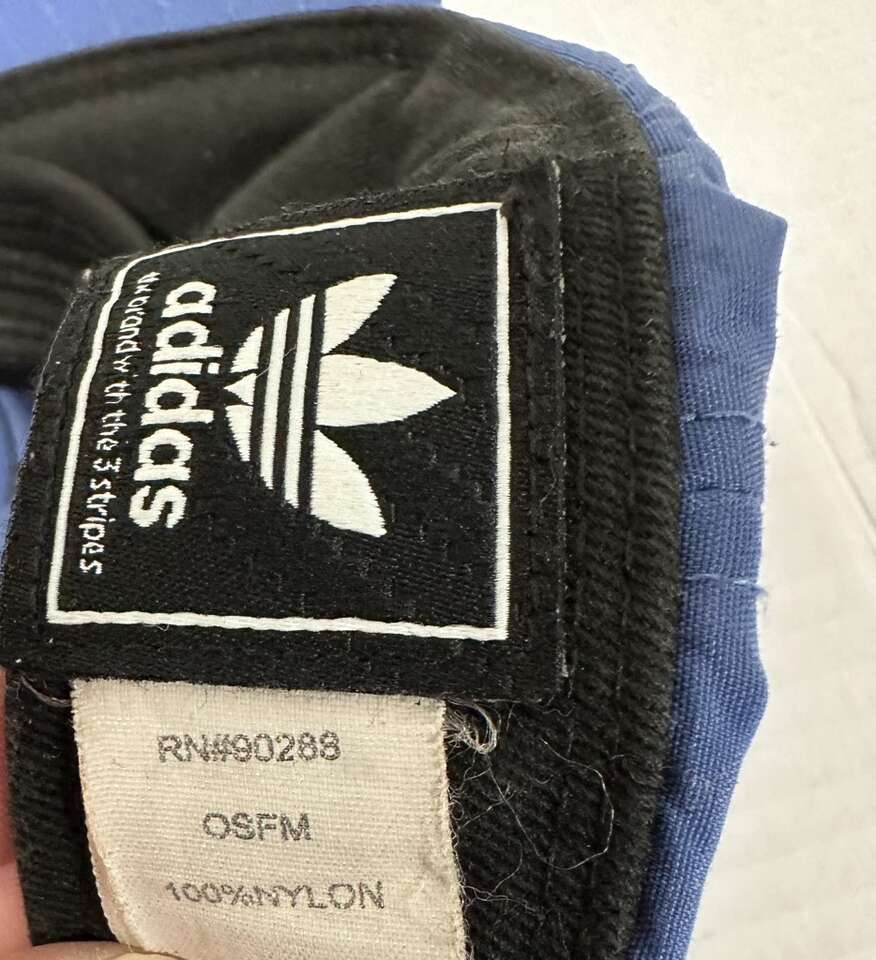 adidas
the brand with the 3 stripes
RN#90288
OSFM
100%NYLON